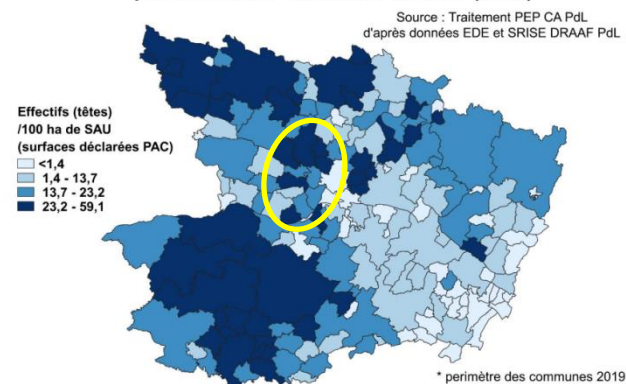 Source : Traitement PEP CA PdL
d'après données EDE et SRISE DRAAF PdL
Effectifs (têtes)
/100 ha de SAU
(surfaces déclarées PAC)
<1,4
1,4 - 13,7
13,7 - 23,2
23,2 - 59,1
* perimètre des communes 2019